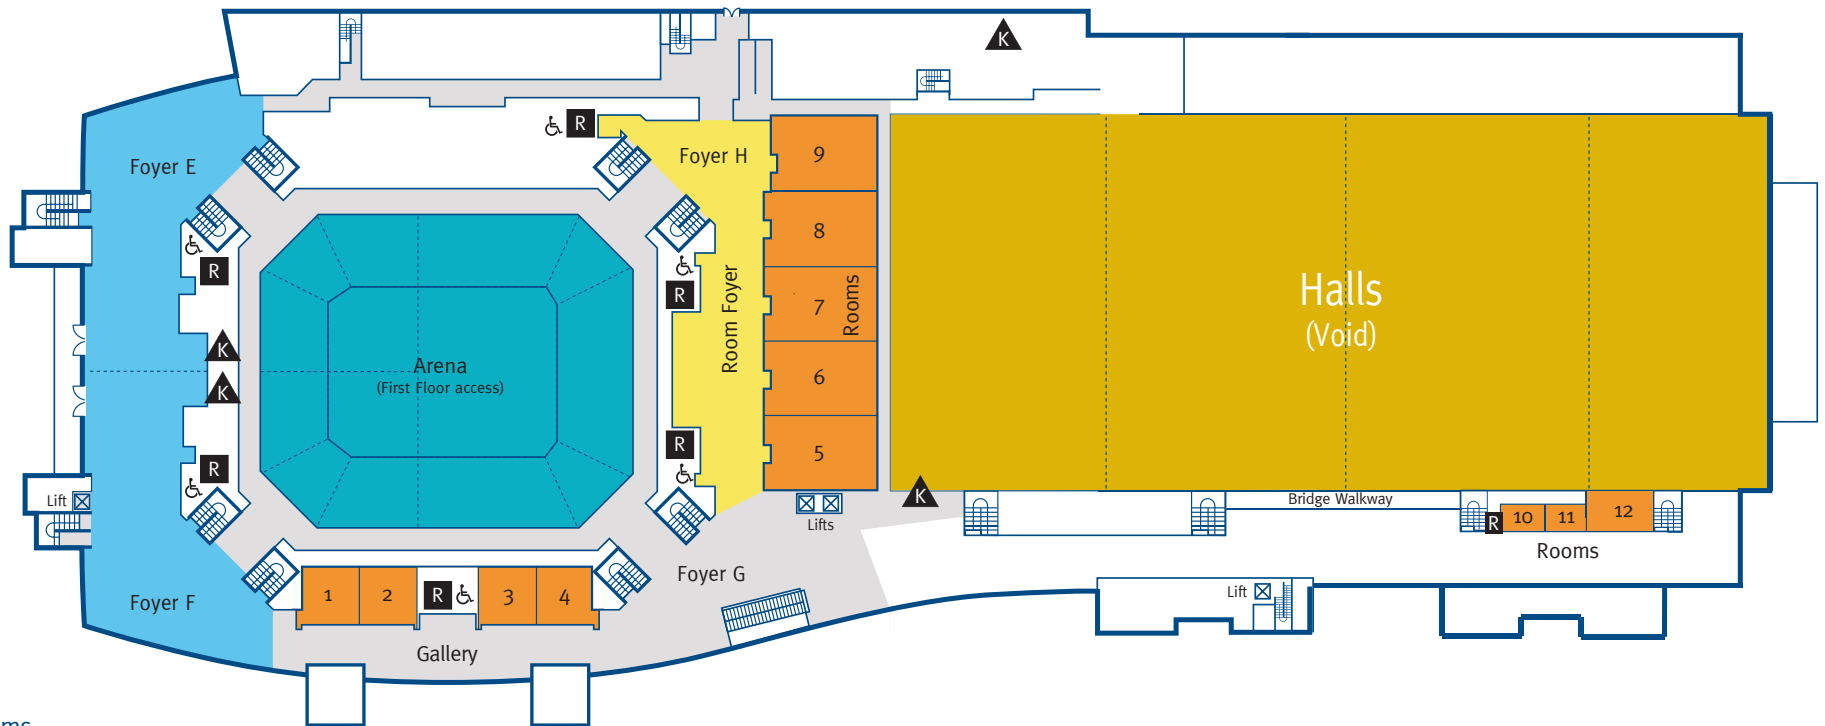 K
R
Foyer E
Foyer H
9
8
R
R
Room Foyer
7
Rooms
Halls
(Void)
K
K
Arena
(First Floor access)
6
5
R
R
Lift
K
Lifts
Bridge Walkway
R
10
11
12
Rooms
Foyer F
1
2
R
3
4
Foyer G
Lift
Gallery